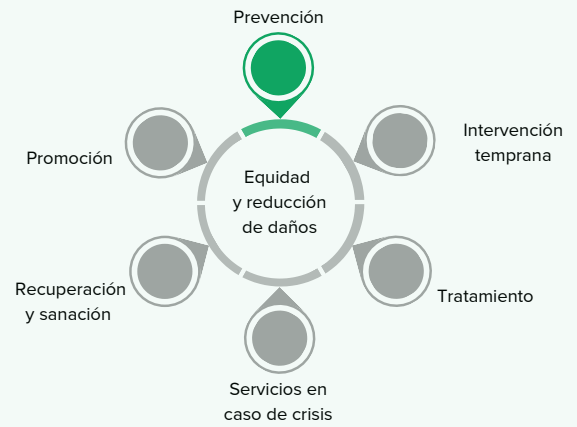 Prevención
Intervención
temprana
Promoción
Equidad
y reducción
de daños
Recuperación
y sanación
Tratamiento
Servicios en
caso de crisis